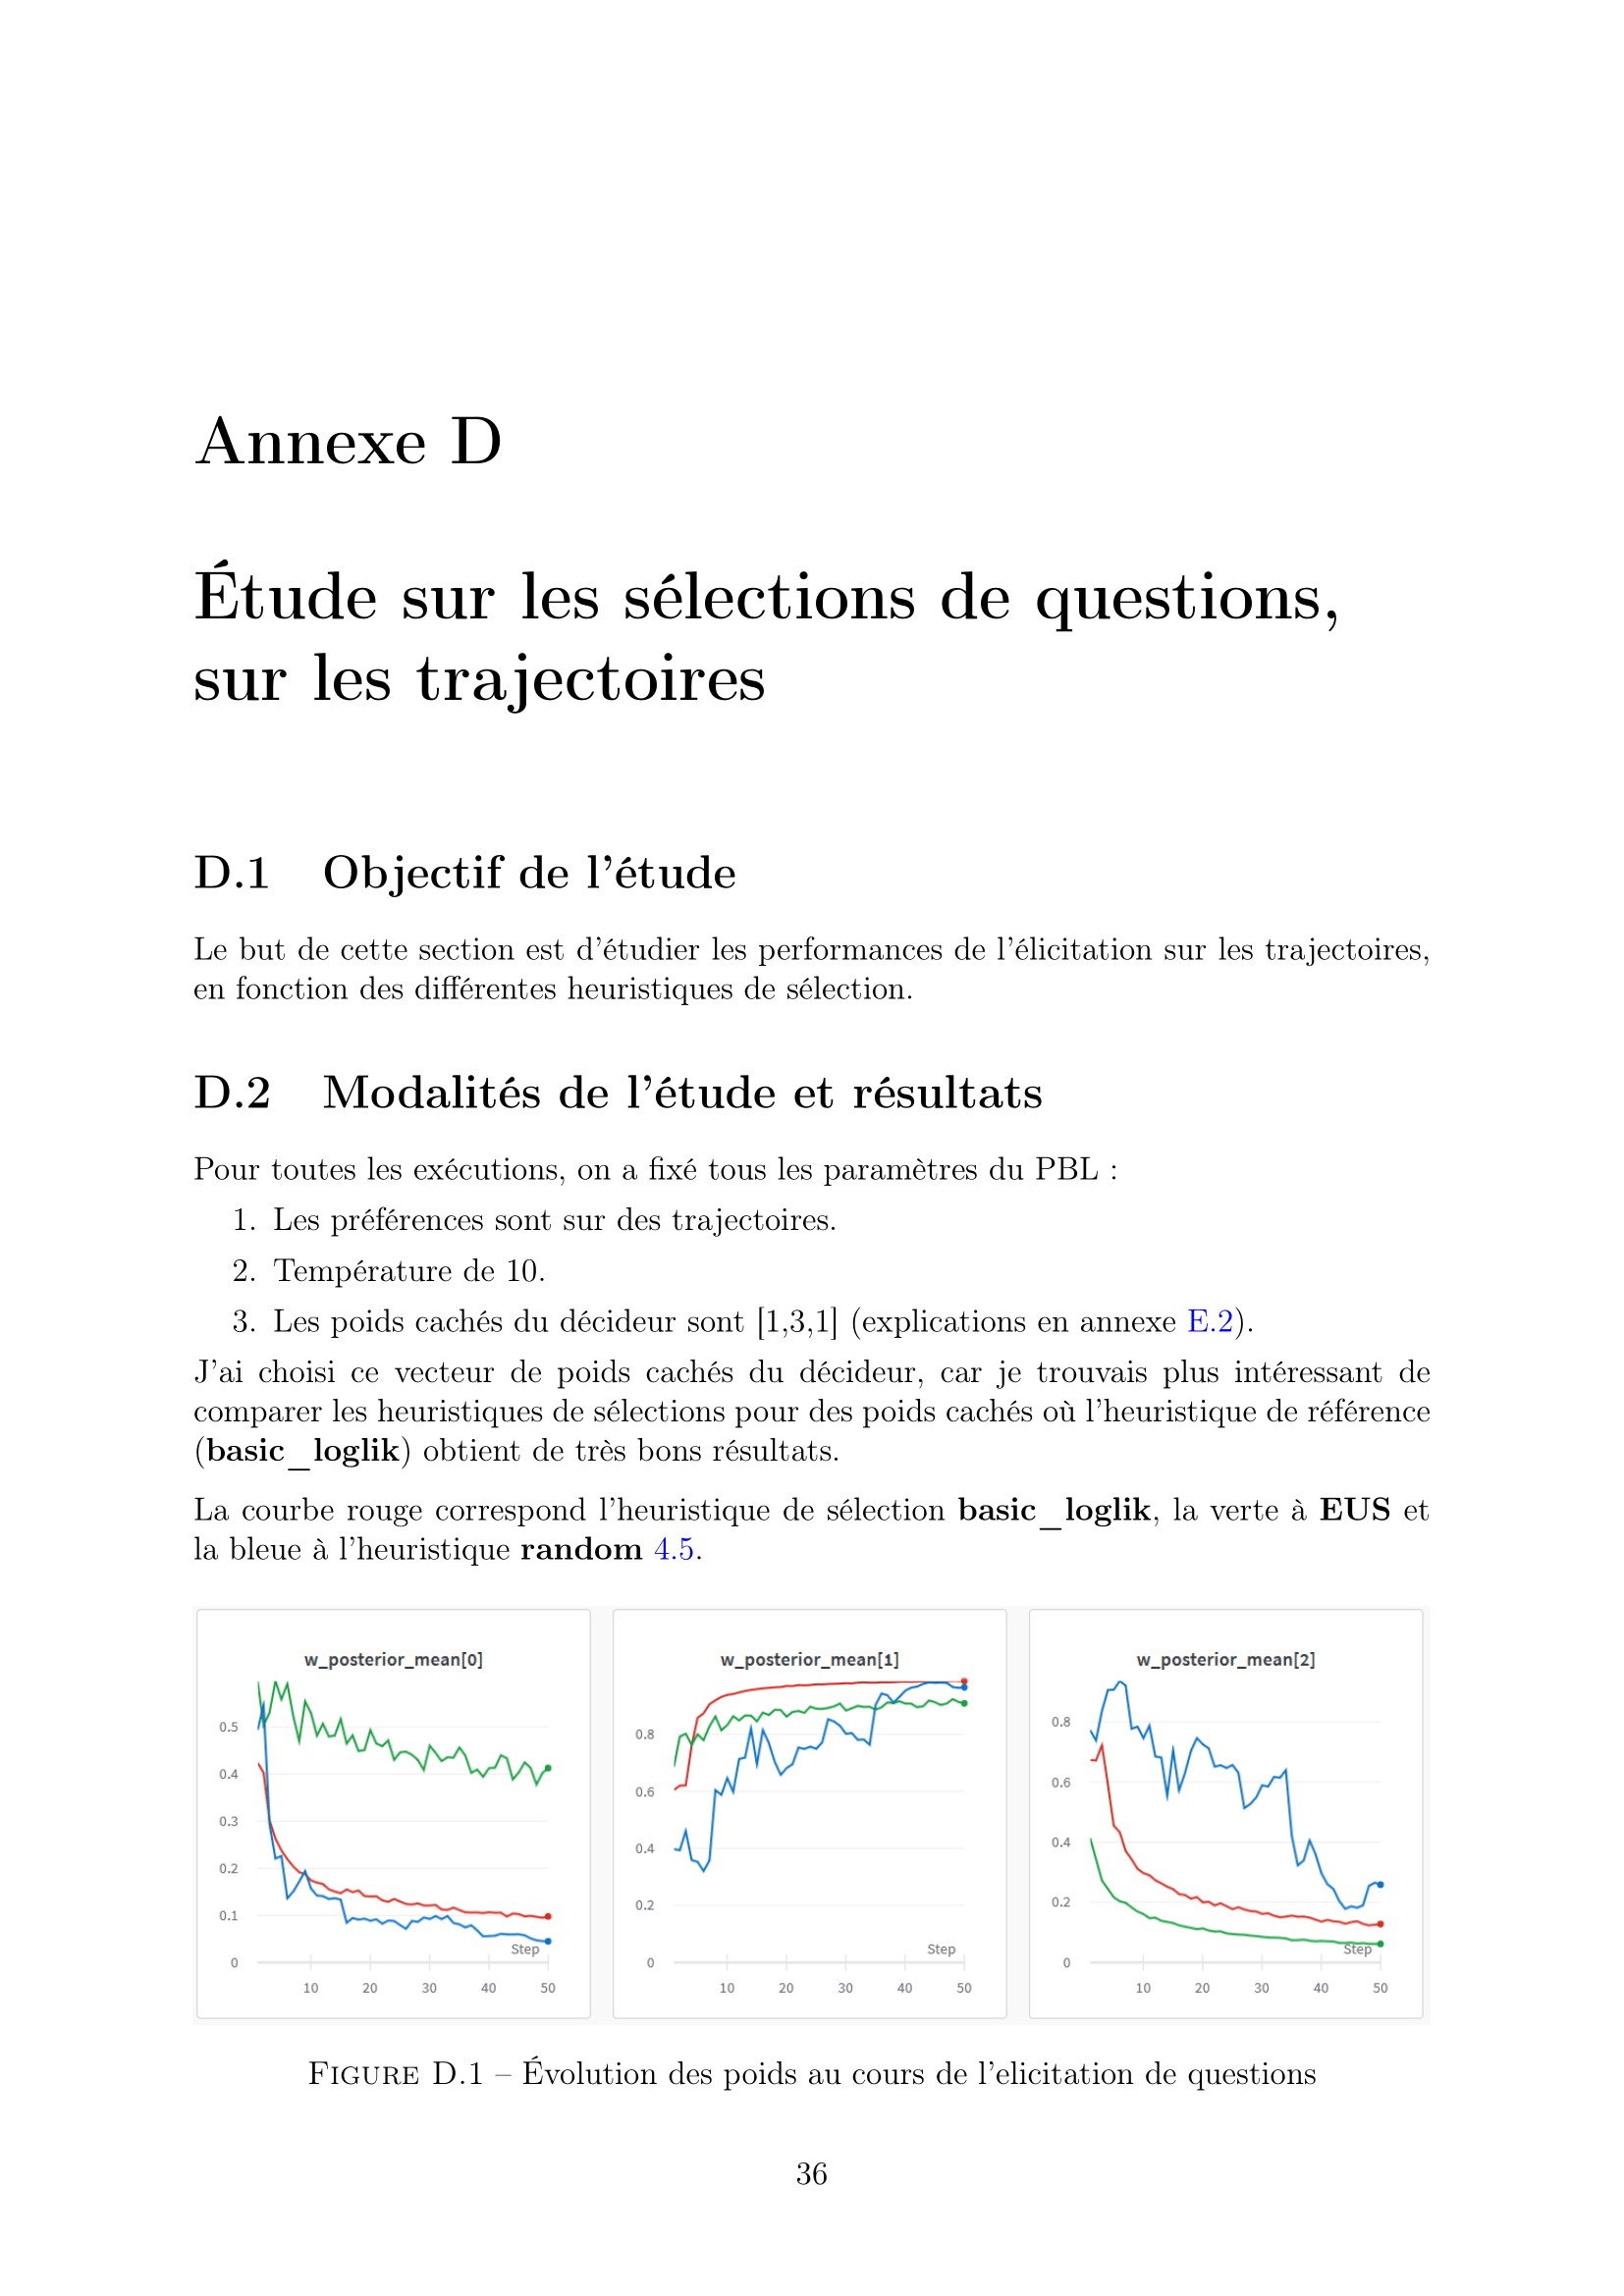 Annexe D
Étude sur les sélections de questions,
sur les trajectoires
D.1 Objectif de l'étude
Le but de cette section est d'étudier les performances de l'élicitation sur les trajectoires,
en fonction des différentes heuristiques de sélection.
D.2 Modalités de l'étude et résultats
Pour toutes les exécutions, on a fixé tous les paramètres du PBL :
1. Les préférences sont sur des trajectoires.
2. Température de 10.
3. Les poids cachés du décideur sont [1,3,1] (explications en annexe E.2).
J'ai choisi ce vecteur de poids cachés du décideur, car je trouvais plus intéressant de
comparer les heuristiques de sélections pour des poids cachés où l'heuristique de référence
(basic_loglik) obtient de très bons résultats.
La courbe rouge correspond l'heuristique de sélection basic_loglik, la verte à EUS et
la bleue à l'heuristique random 4.5.
w_posterior_mean[0]
0.5
0.4
0.3
0.2
0.1
0
Step
10 20 30 40 50
w_posterior_mean[1]
0.8
0.6
0.4
0.2
0
Step
10 20 30 40 50
w_posterior_mean[2]
0.8
0.6
0.4
0.2
0
Step
10 20 30 40 50
FIGURE D.1 – Évolution des poids au cours de l'elicitation de questions
36